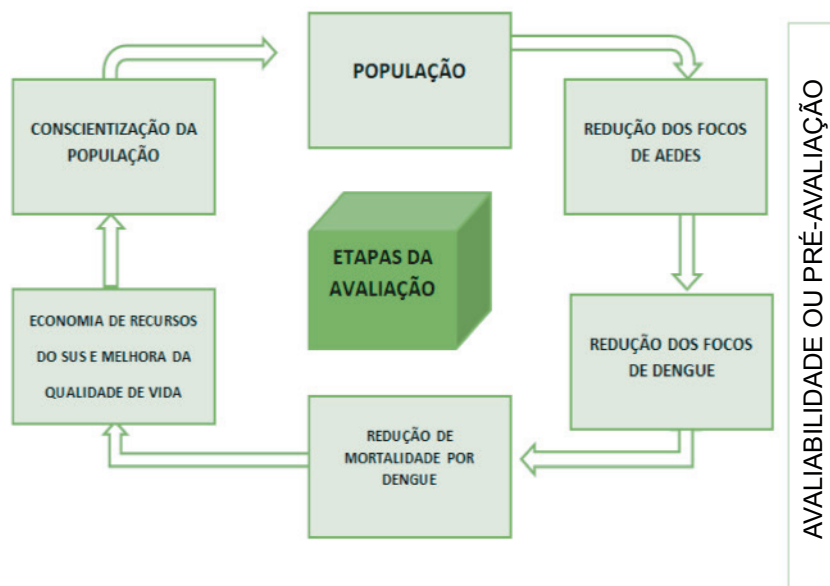 POPULAÇÃO
REDUÇÃO DOS FOCOS
DE AEDES
REDUÇÃO DOS FOCOS
DE DENGUE
REDUÇÃO DE
MORTALIDADE POR
DENGUE
ECONOMIA DE RECURSOS
DO SUS E MELHORA DA
QUALIDADE DE VIDA
CONSCIENTIZAÇÃO DA
POPULAÇÃO
ETAPAS DA
AVALIAÇÃO
AVALIABILIDADE OU PRÉ-AVALIAÇÃO